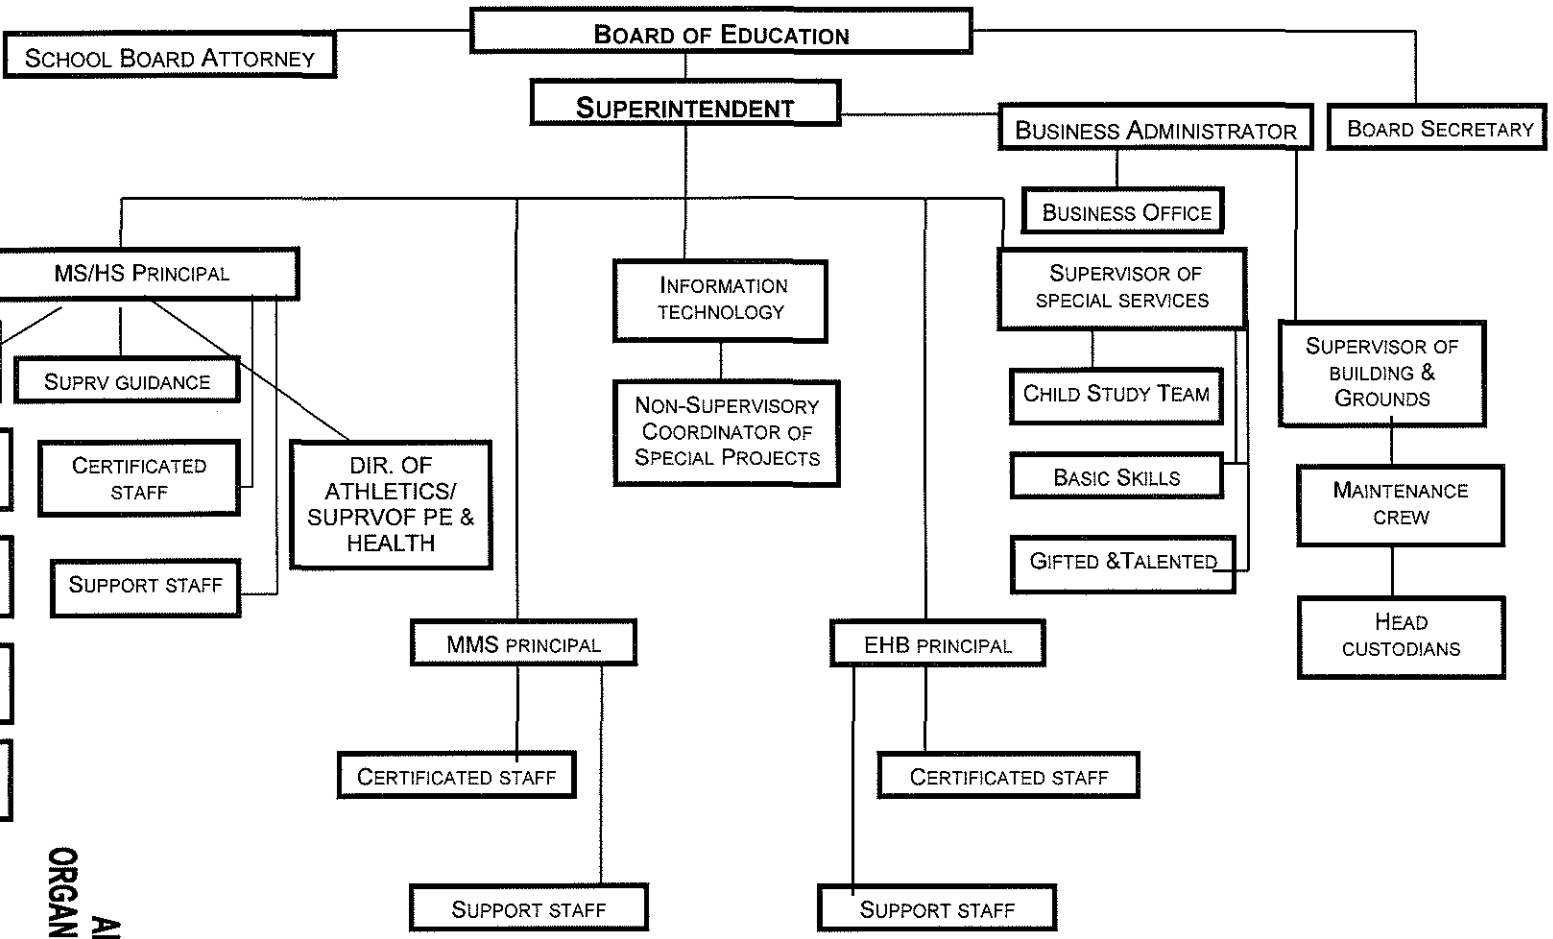 BOARD OF EDUCATION
SCHOOL BOARD ATTORNEY
SUPERINTENDENT
BUSINESS ADMINISTRATOR
BOARD SECRETARY
BUSINESS OFFICE
MS/HS PRINCIPAL
INFORMATION
TECHNOLOGY
SUPERVISOR OF
SPECIAL SERVICES
SUPRV GUIDANCE
SUPERVISOR OF
BUILDING &
GROUNDS
CHILD STUDY TEAM
NON-SUPERVISORY
COORDINATOR OF
SPECIAL PROJECTS
CERTIFICATED
STAFF
DIR. OF
ATHLETICS/
SUPRVOF PE &
HEALTH
BASIC SKILLS
MAINTENANCE
CREW
GIFTED &TALENTED
SUPPORT STAFF
HEAD
CUSTODIANS
MMS PRINCIPAL
EHB PRINCIPAL
CERTIFICATED STAFF
CERTIFICATED STAFF
SUPPORT STAFF
SUPPORT STAFF
ORGAN